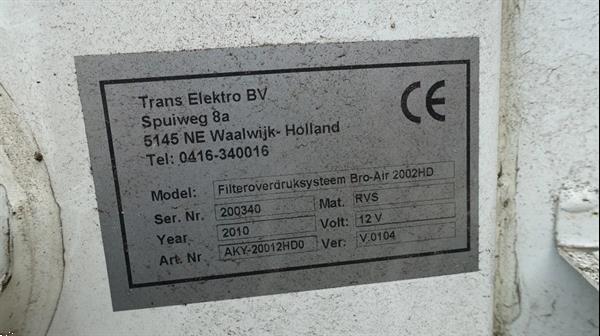 Trans Elektro BV
Spuiweg 8a
5145 NE Waalwijk- Holland
Tel: 0416-340016
CE
Model: Filteroverdruksysteem Bro-Air 2002HD
Ser. Nr. 200340 Mat. RVS
Year 2010 Volt: 12 V
Art. Nr AKY-20012HD0 Ver: V.0104